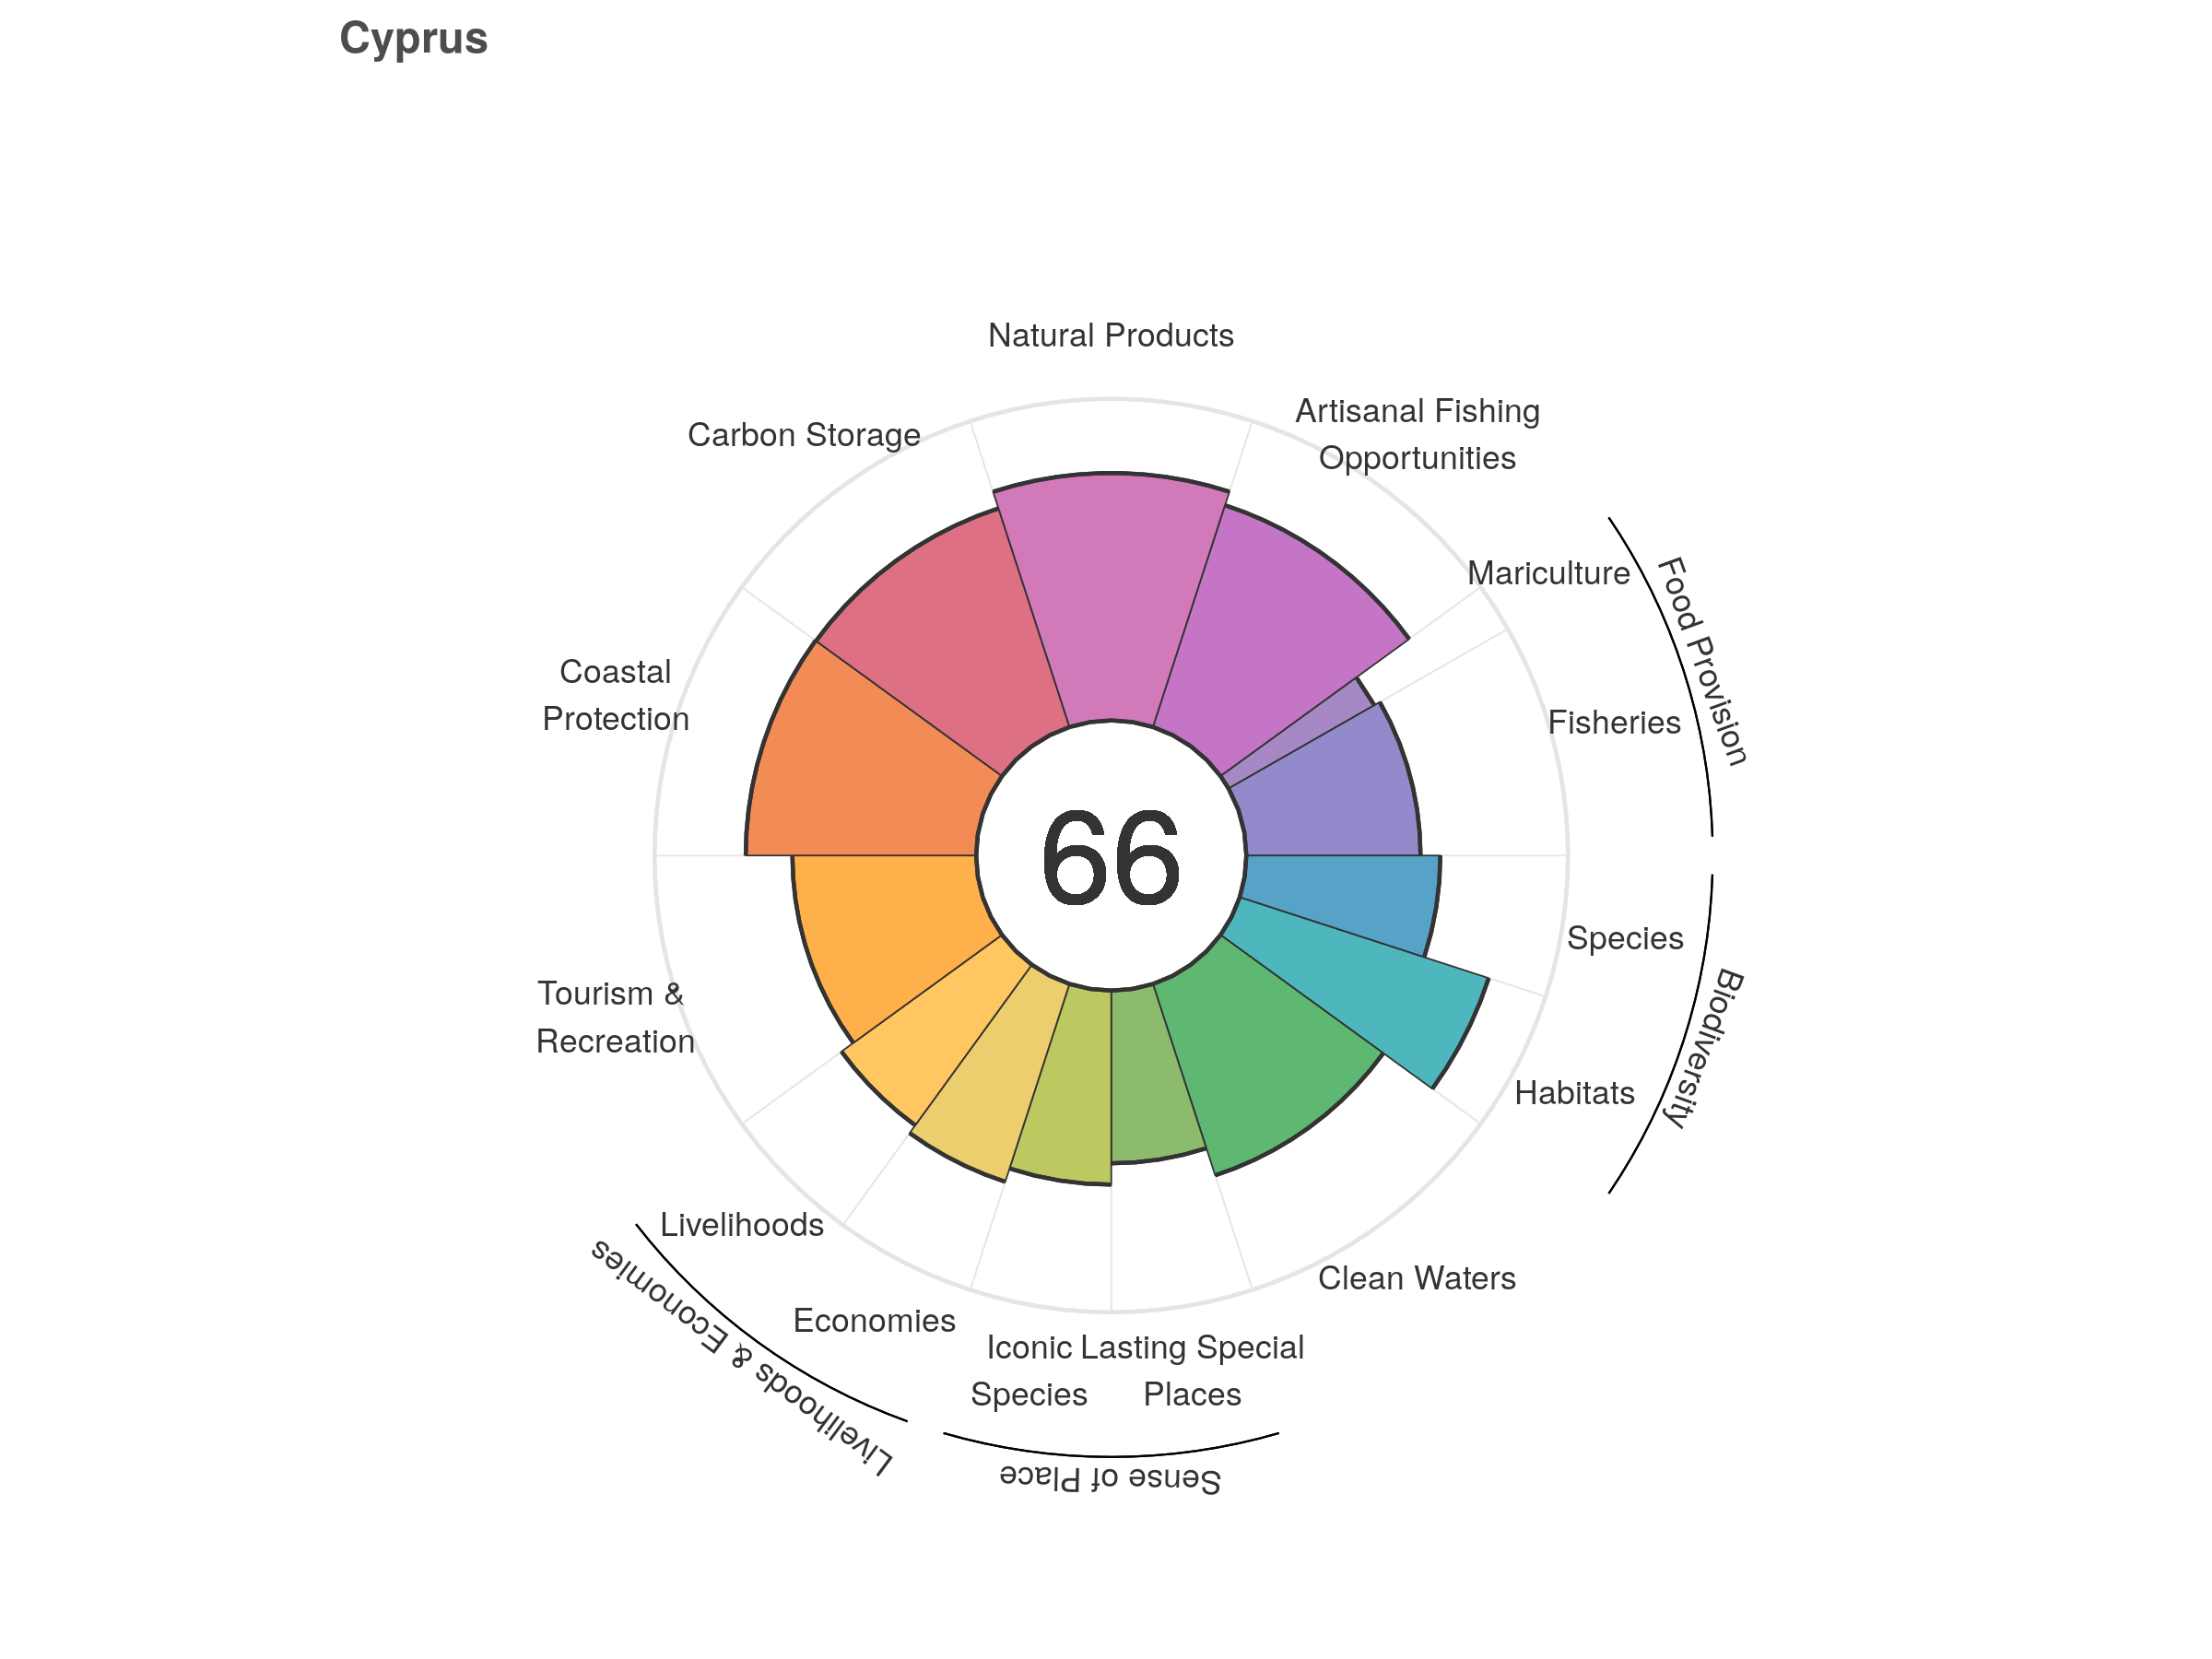 Cyprus
Natural Products
Artisanal Fishing
Opportunities
Carbon Storage
Mariculture
Food Provision
Fisheries
Coastal
Protection
66
Species
Biodiversity
Habitats
Tourism &
Recreation
Livelihoods
Livelihoods & Economies
Clean Waters
Economies
Iconic
Species
Lasting Special
Places
Sense of Place